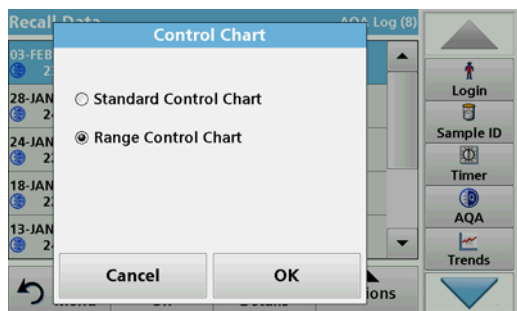 Recall Data AQA Log (8)
Control Chart
03-FEB
28-JAN
24-JAN
18-JAN
13-JAN
Standard Control Chart
Range Control Chart
Cancel
OK
Login
Sample ID
Timer
AQA
Trends